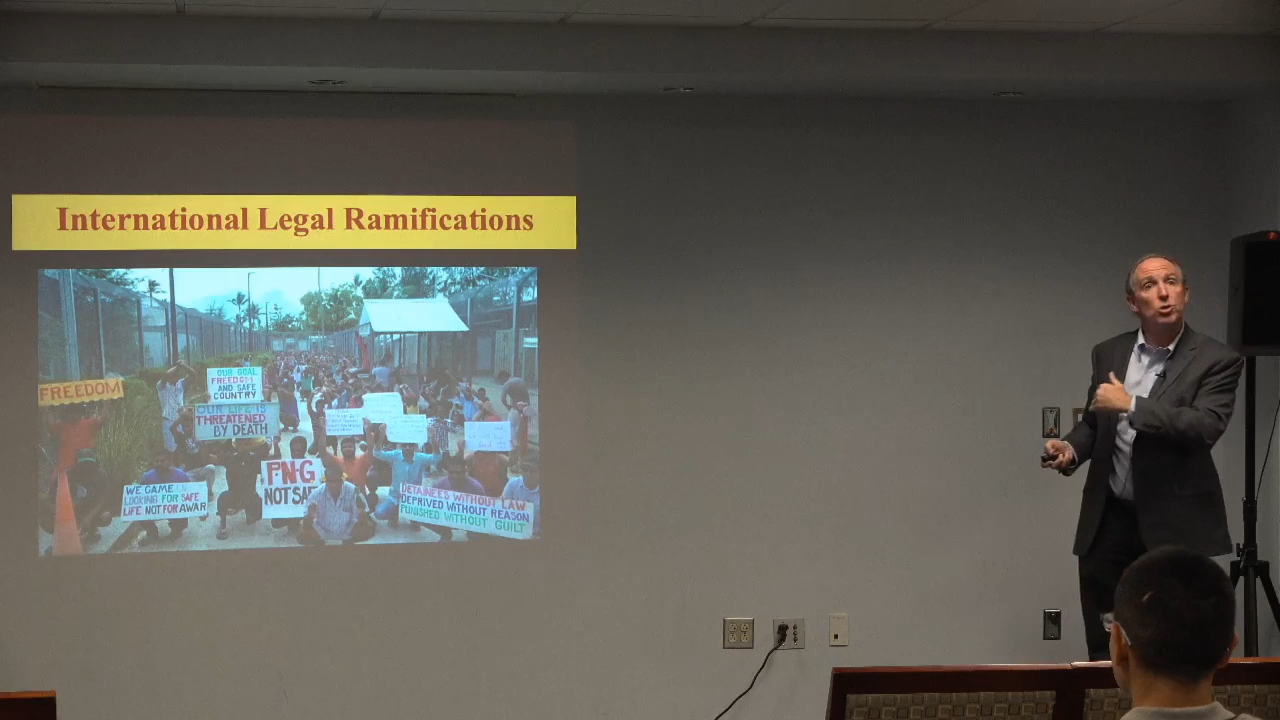 International Legal Ramifications
FREEDOM
OUR GOAL
FREEDOM
AND SAFE
COUNTRY
OUR LIFE IS
THREATENED
BY DEATH
P-N-G
NOT SAF
WE CAME
LOOKING FOR SAFE
LIFE NOT FOR AWAR
DETAINEES WITHOUT LAW
DEPRIVED WITHOUT REASON
PUNISHED WITHOUT GUILT